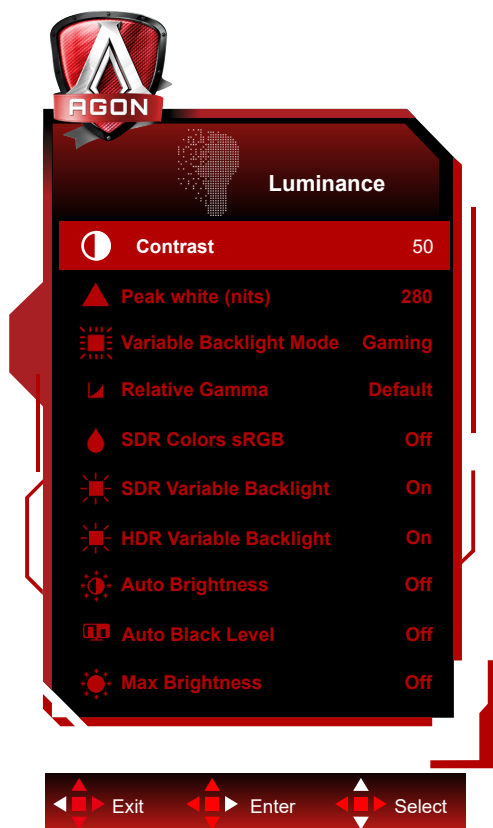 AGON
Luminance
Contrast 50
Peak white (nits) 280
Variable Backlight Mode Gaming
Relative Gamma Default
SDR Colors sRGB Off
SDR Variable Backlight On
HDR Variable Backlight On
Auto Brightness Off
Auto Black Level Off
Max Brightness Off
Exit Enter Select